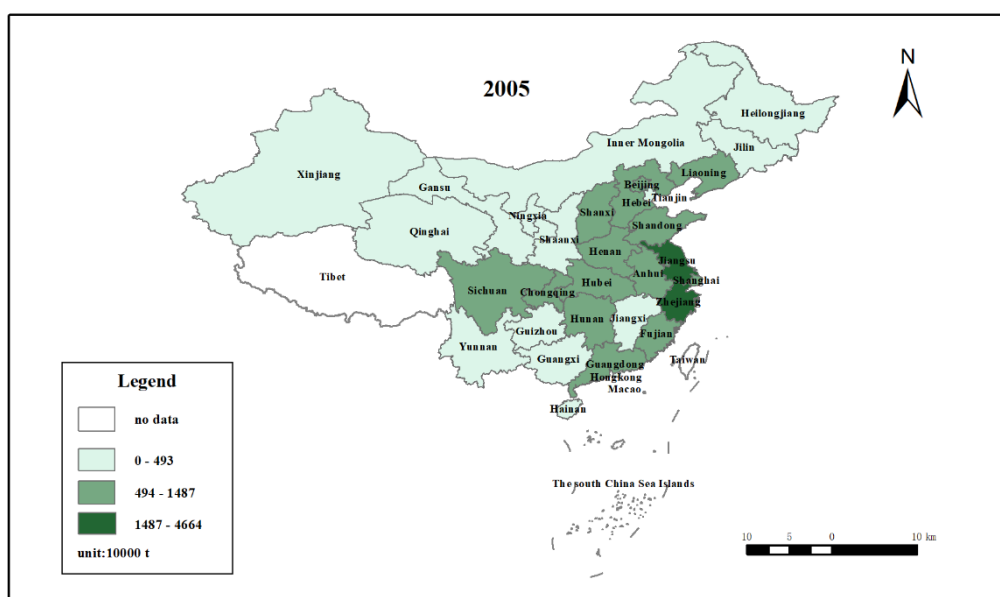 2005
N
Heilongjiang
Jilin
Inner Mongolia
Liaoning
Xinjiang
Gansu
Beijing
Tianjin
Hebei
Ningxia
Shanxi
Shandong
Qinghai
Shaanxi
Henan
Jiangsu
Tibet
Anhui
Shanghai
Sichuan
Chongqing
Hubei
Zhejiang
Hunan
Jiangxi
Guizhou
Fujian
Yunnan
Guangxi
Guangdong
Taiwan
Hongkong
Macao
Hainan
The south China Sea Islands
Legend
no data
0 - 493
494 - 1487
1487 - 4664
unit:10000 t
10 5 0 10 km